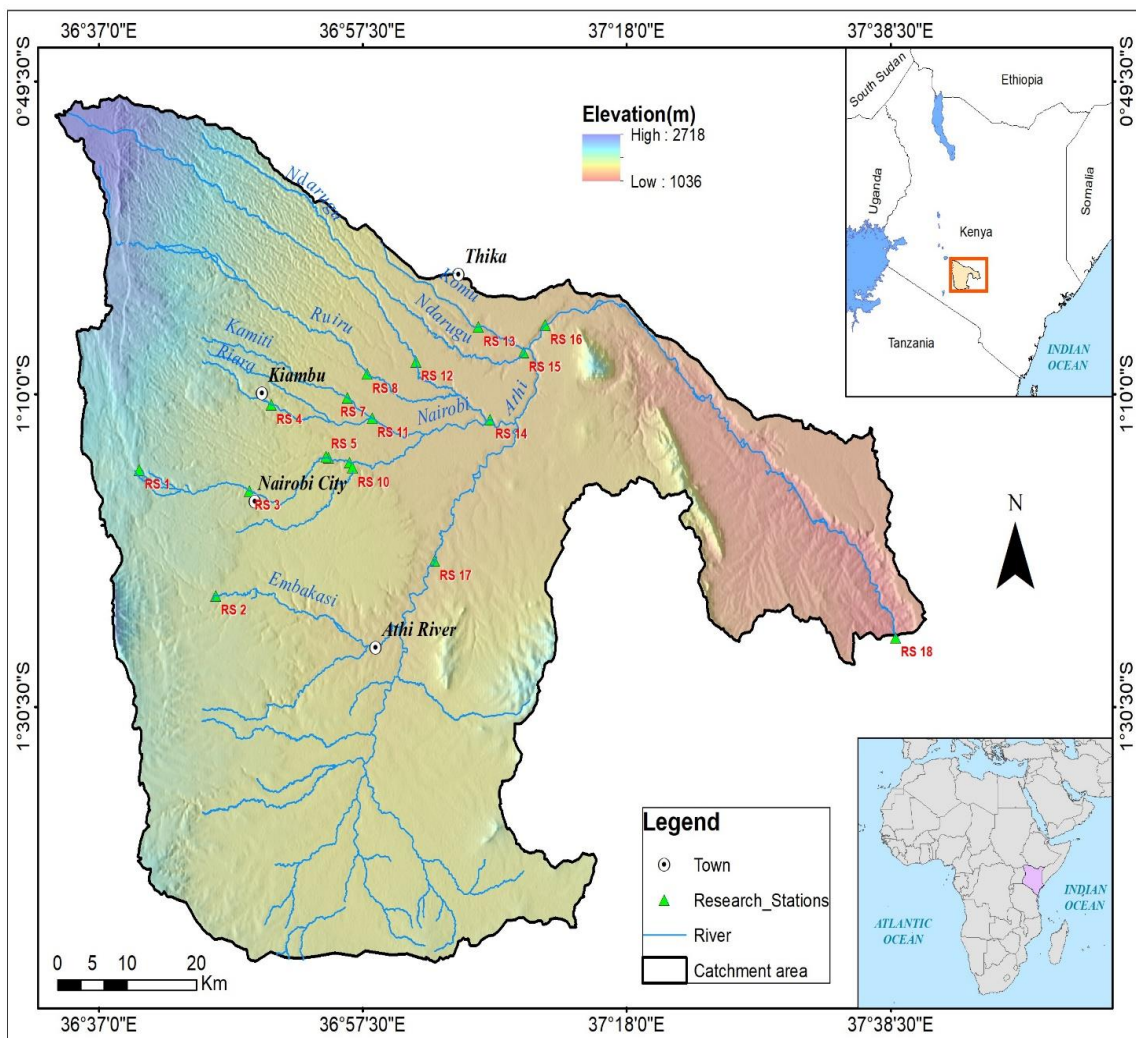 36°37'0"E 36°57'30"E 37°18'0"E 37°38'30"E
0°49'30"S
0°49'30"S
1°10'0"S
1°10'0"S
1°30'30"S
1°30'30"S
Elevation(m)
High : 2718
Low : 1036
South Sudan
Ethiopia
Uganda
Somalia
Kenya
Tanzania
INDIAN
OCEAN
Ndarugu
Thika
Komu
Ndarugu
Ruiru
Kamiti
Riara
Kiambu
RS 13
RS 16
RS 15
RS 12
RS 8
RS 7
RS 4
RS 11
Nairobi
Athi
RS 14
RS 5
RS 1
Nairobi City
RS 10
RS 3
RS 17
Embakasi
RS 2
Athi River
RS 18
N
Legend
Town
Research_Stations
River
Catchment area
ATLANTIC
OCEAN
INDIAN
OCEAN
0 5 10 20
Km
36°37'0"E 36°57'30"E 37°18'0"E 37°38'30"E